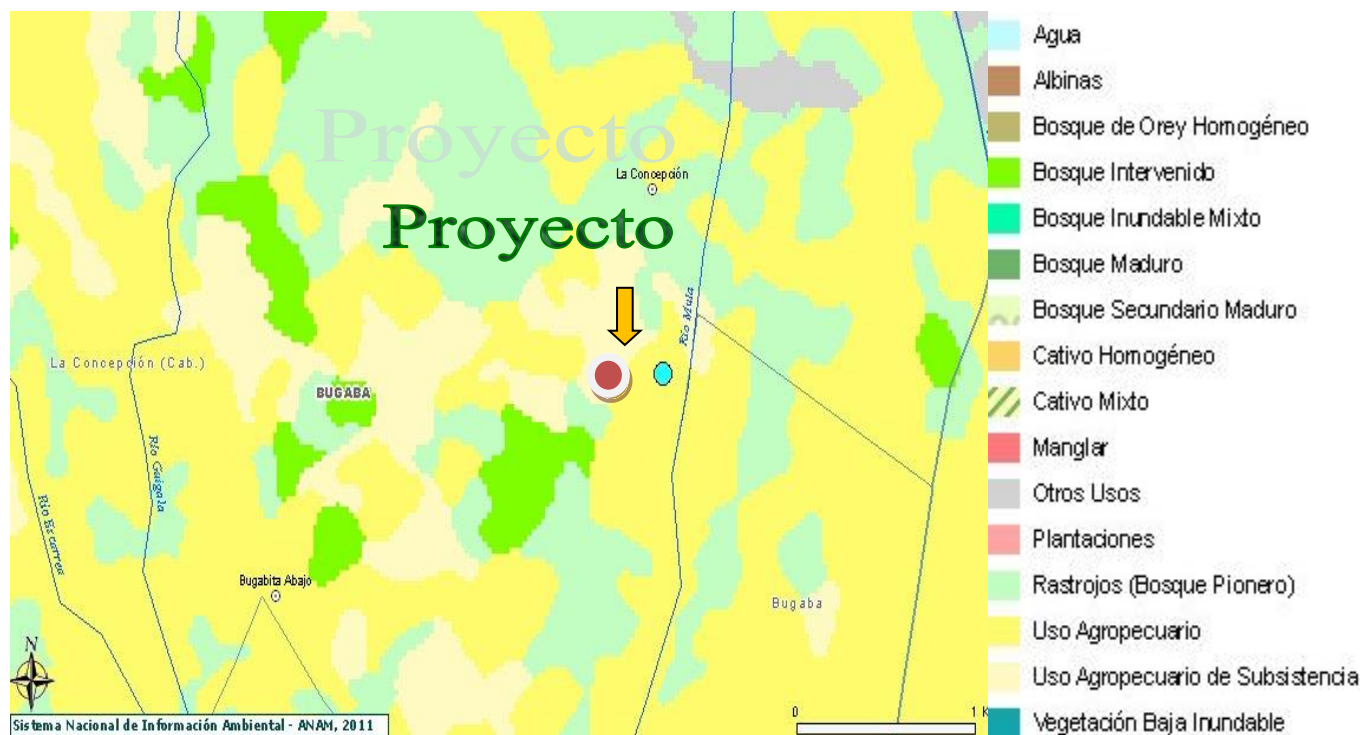 Proyecto
Proyecto
La Concepción
Río Mula
La Concepción (Cab.)
BUGABA
Río Guigala
Río Escarrea
Bugabita Abajo
Bugaba
N
0 1 K
Sistema Nacional de Información Ambiental - ANAM, 2011
Agua
Albinas
Bosque de Orey Homogéneo
Bosque Intervenido
Bosque Inundable Mixto
Bosque Maduro
Bosque Secundario Maduro
Cativo Homogéneo
Cativo Mixto
Manglar
Otros Usos
Plantaciones
Rastrojos (Bosque Pionero)
Uso Agropecuario
Uso Agropecuario de Subsistencia
Vegetación Baja Inundable